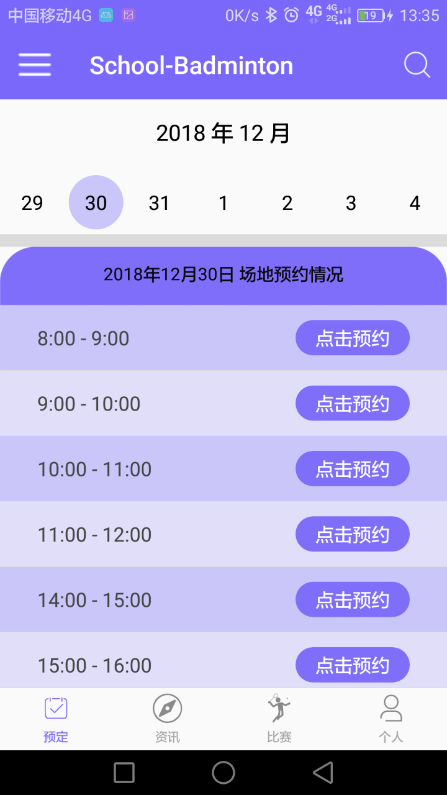 中国移动4G 0K/s 4G 4G 2G 19 13:35
School-Badminton
2018 年 12 月
29 30 31 1 2 3 4
2018年12月30日 场地预约情况
8:00 - 9:00 点击预约
9:00 - 10:00 点击预约
10:00 - 11:00 点击预约
11:00 - 12:00 点击预约
14:00 - 15:00 点击预约
15:00 - 16:00 点击预约
预定 资讯 比赛 个人